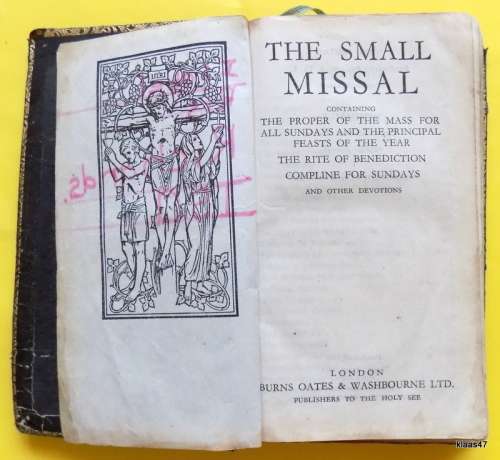 INRI
THE SMALL
MISSAL
CONTAINING
THE PROPER OF THE MASS FOR
ALL SUNDAYS AND THE PRINCIPAL
FEASTS OF THE YEAR
THE RITE OF BENEDICTION
COMPLINE FOR SUNDAYS
AND OTHER DEVOTIONS
LONDON
BURNS OATES & WASHBOURNE LTD.
PUBLISHERS TO THE HOLY SEE
klaas47